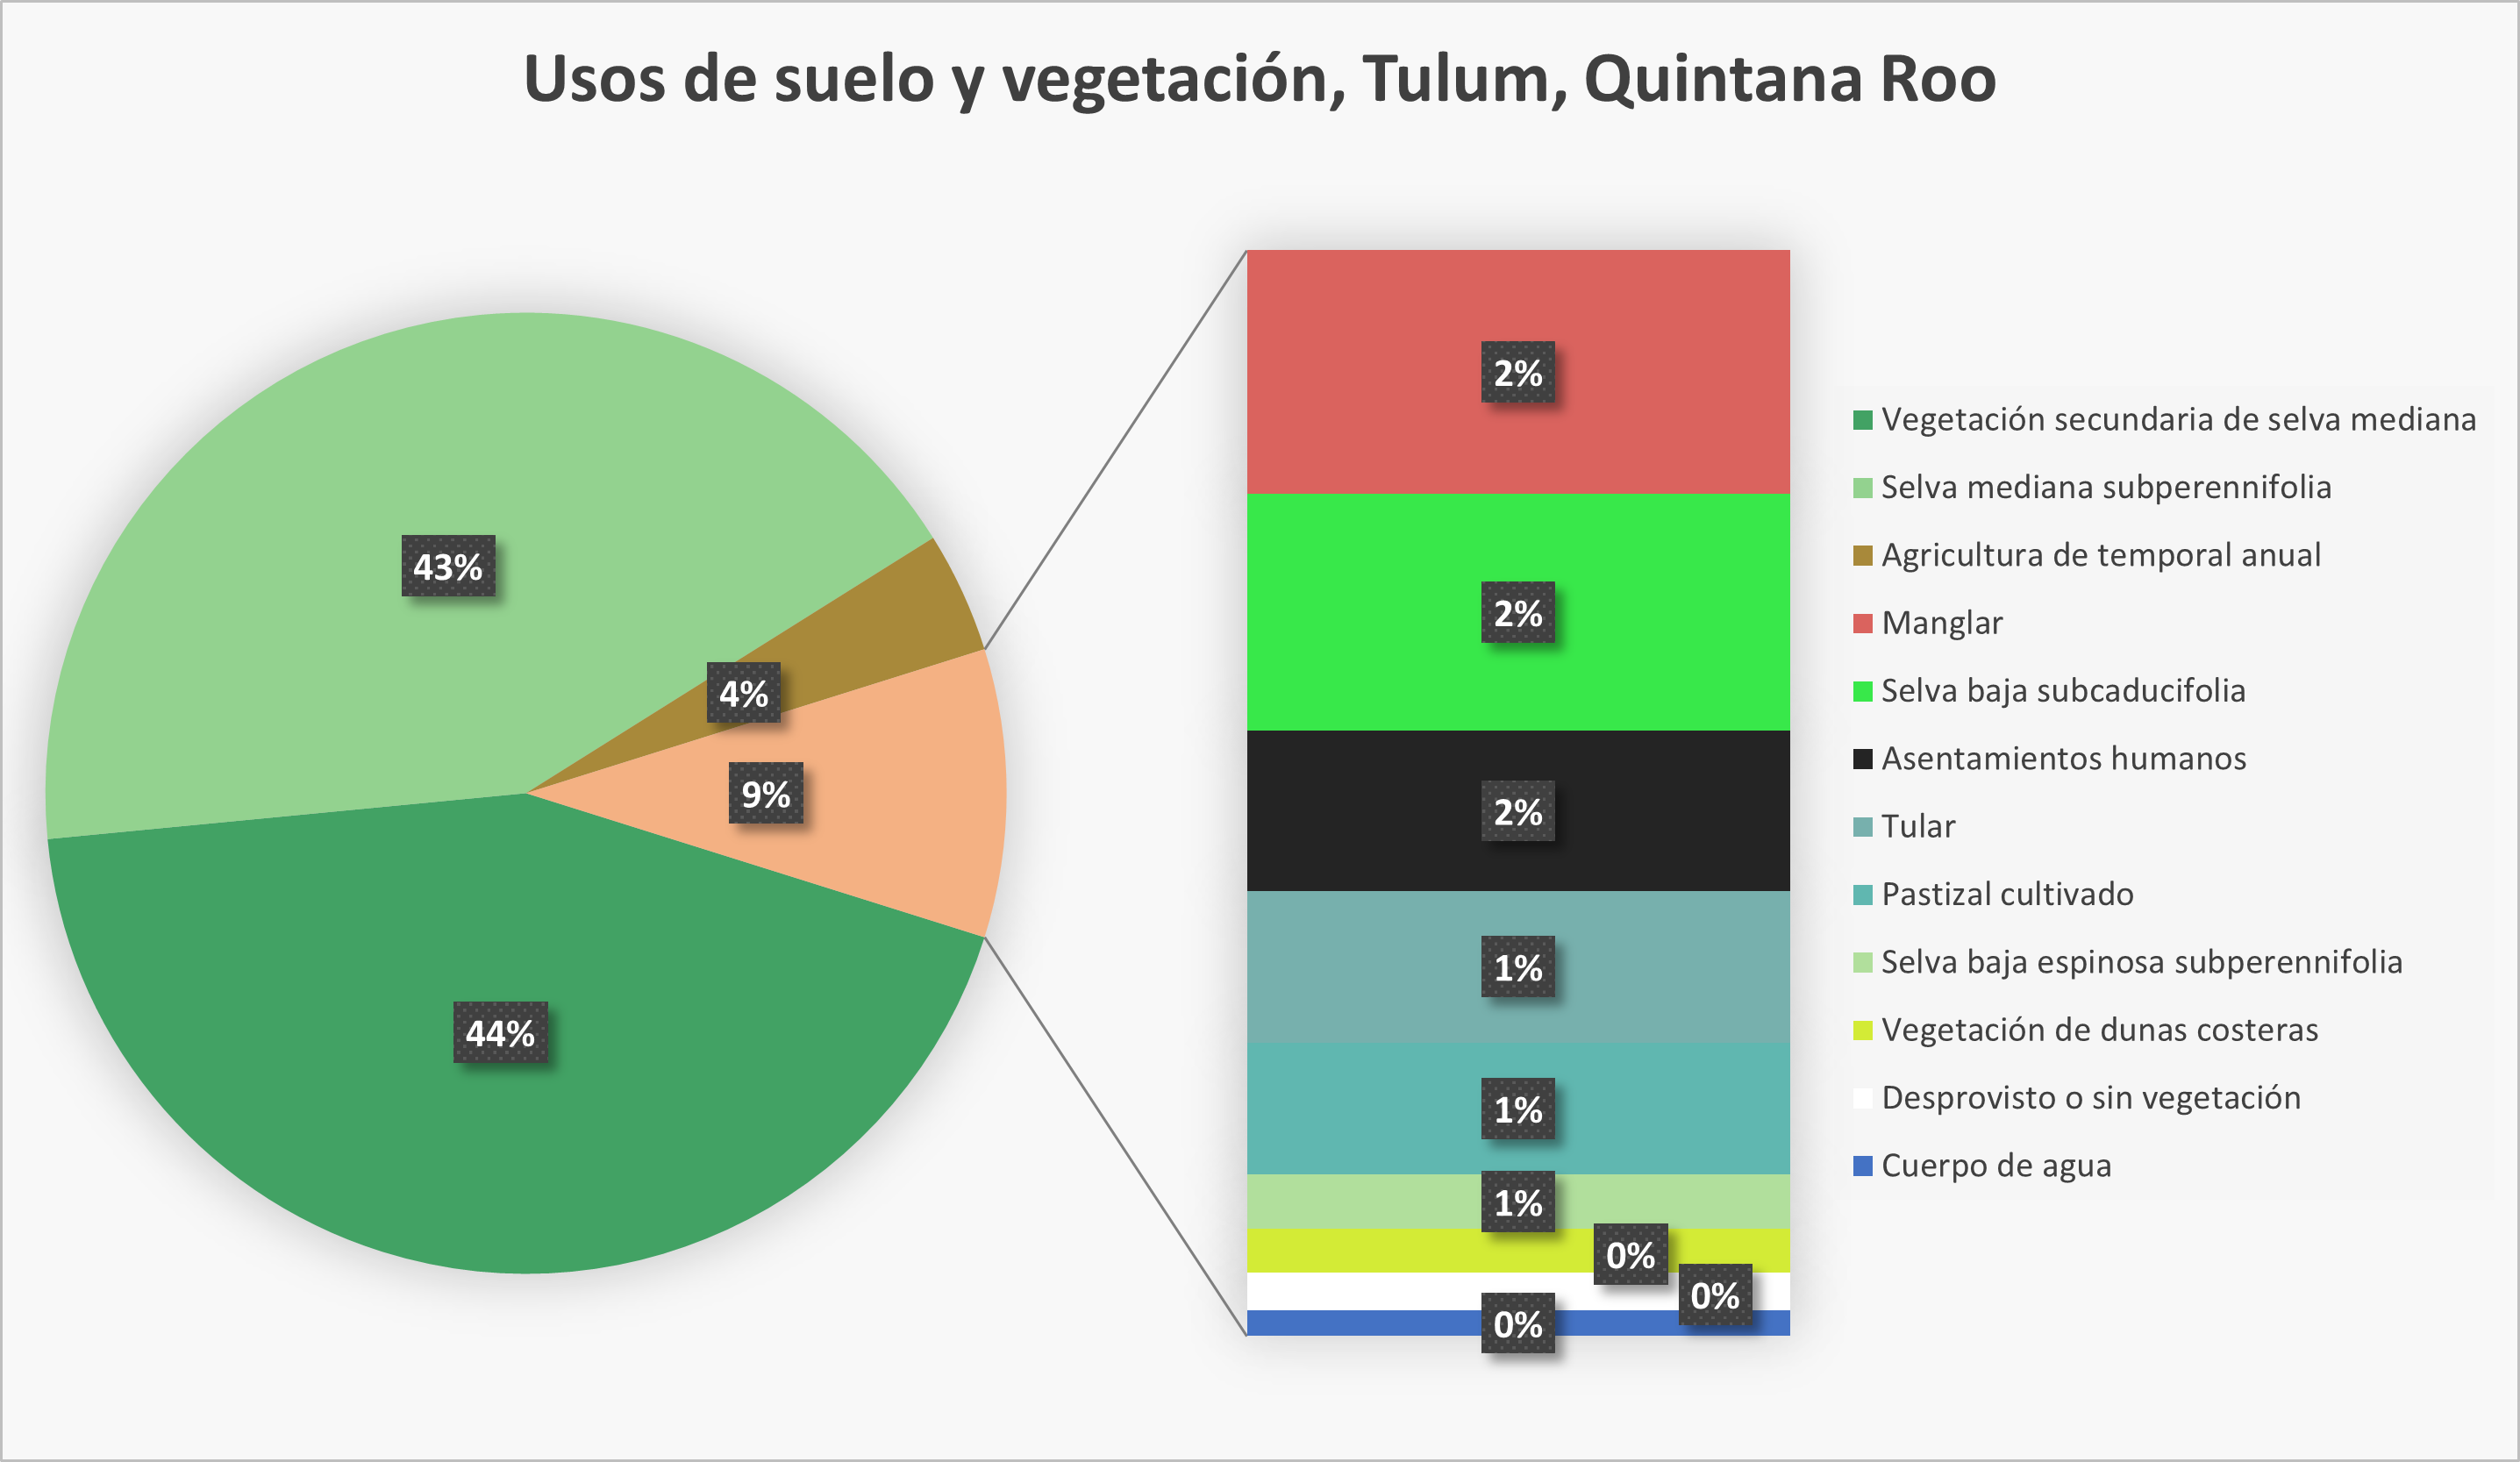 Usos de suelo y vegetación, Tulum, Quintana Roo
43%
4%
9%
44%
2%
2%
2%
1%
1%
1%
0%
0%
0%
Vegetación secundaria de selva mediana
Selva mediana subperennifolia
Agricultura de temporal anual
Manglar
Selva baja subcaducifolia
Asentamientos humanos
Tular
Pastizal cultivado
Selva baja espinosa subperennifolia
Vegetación de dunas costeras
Desprovisto o sin vegetación
Cuerpo de agua